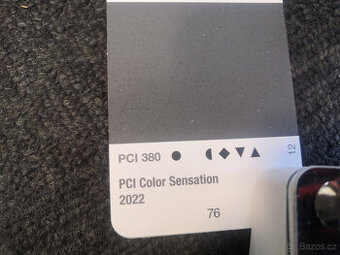 PCI 380 ● ◖ ◆ ▼ ▲ 12
PCI Color Sensation
2022
76
Bazos.cz